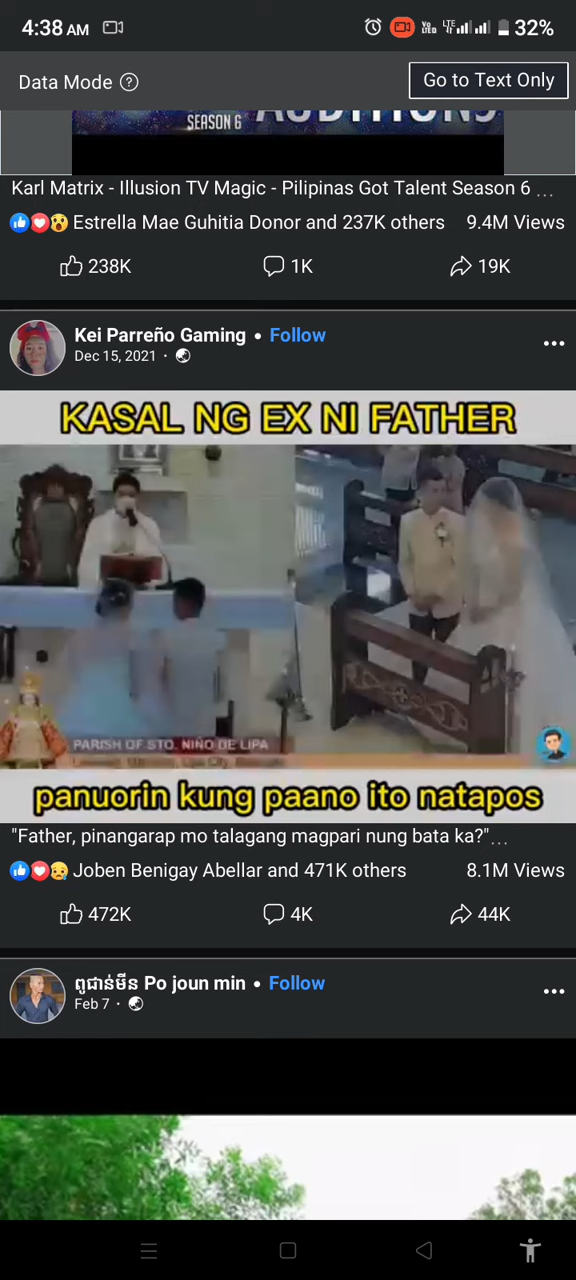 4:38 AM
32%
Data Mode
Go to Text Only
SEASON 6 AUDITIONS
Karl Matrix - Illusion TV Magic - Pilipinas Got Talent Season 6 ...
Estrella Mae Guhitia Donor and 237K others 9.4M Views
238K 1K 19K
Kei Parreño Gaming • Follow
Dec 15, 2021 ·
KASAL NG EX NI FATHER
PARISH OF STO. NIÑO DE LIPA
panuorin kung paano ito natapos
"Father, pinangarap mo talagang magpari nung bata ka?"...
Joben Benigay Abellar and 471K others 8.1M Views
472K 4K 44K
ពូជាន់មីន Po joun min • Follow
Feb 7 ·